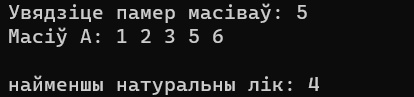 Увядзіце памер масіваў: 5
Масіў А: 1 2 3 5 6
найменшы натуральны лік: 4